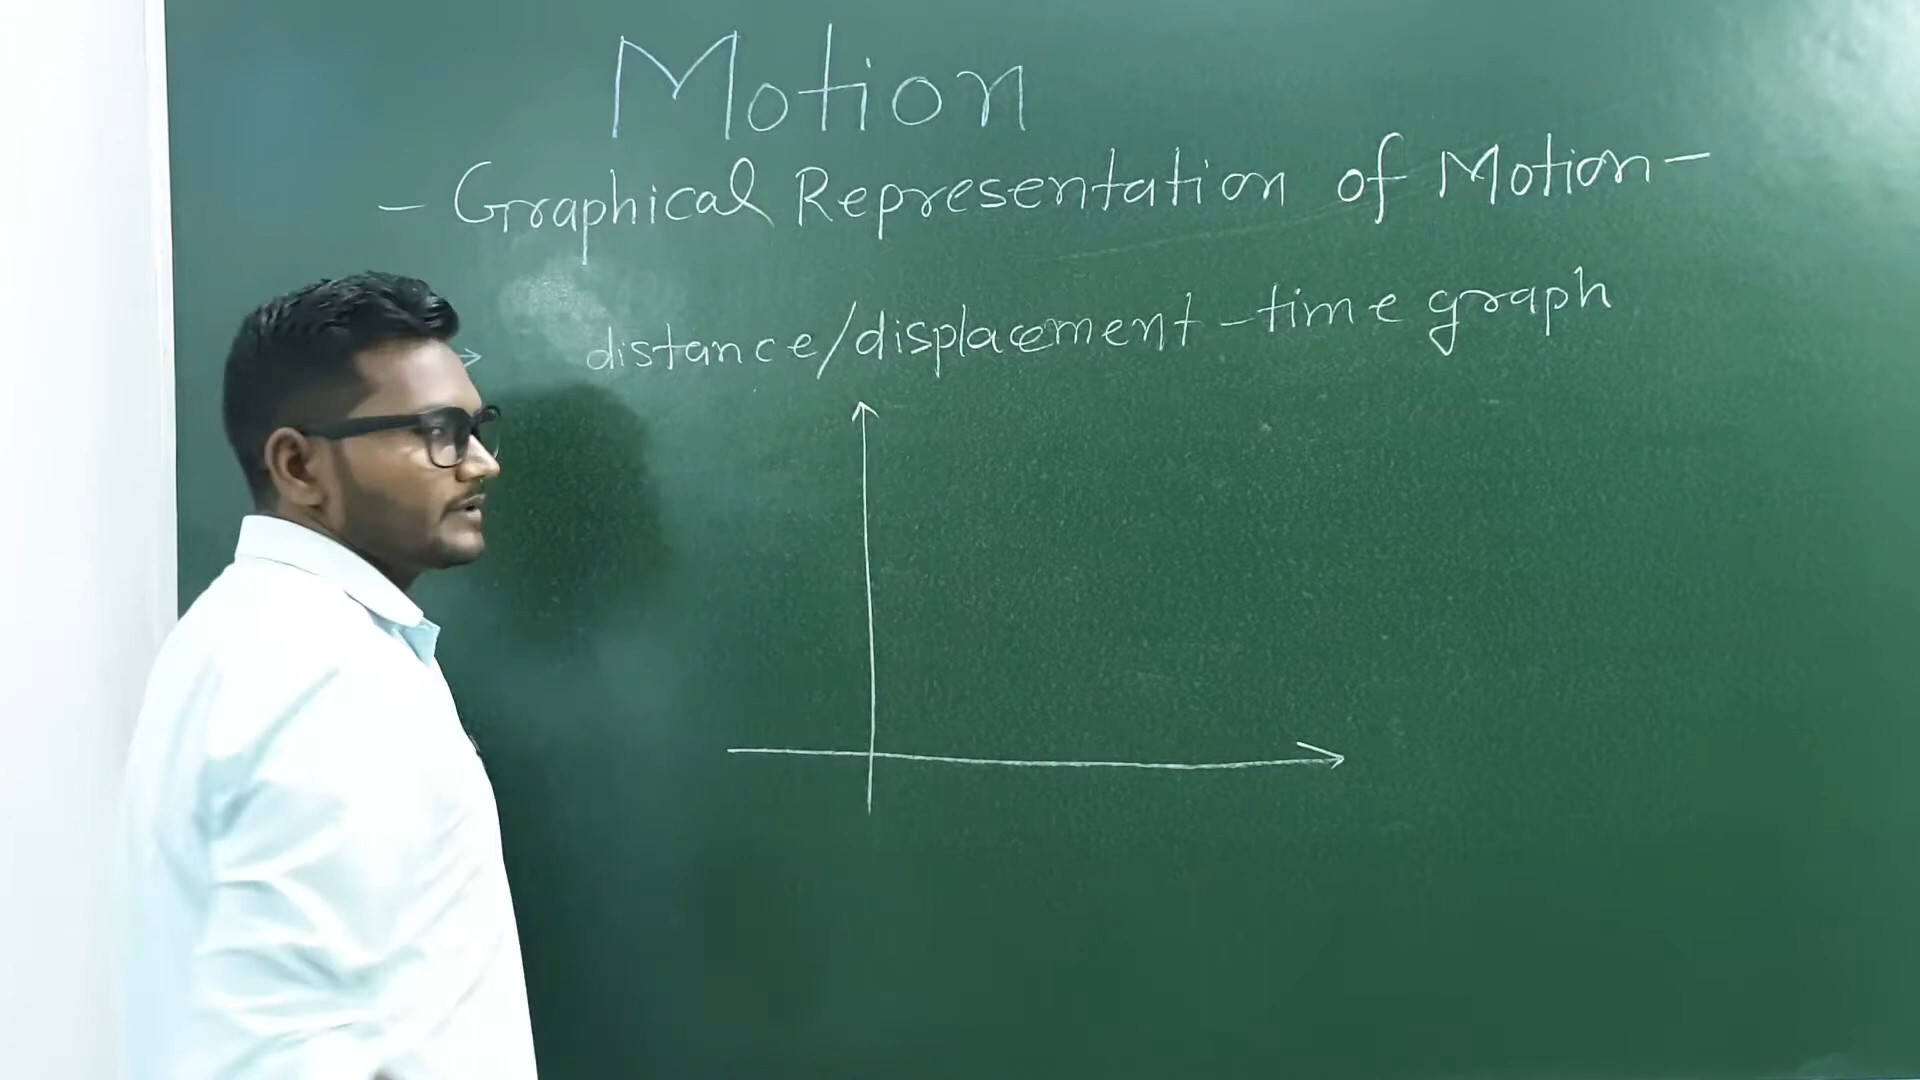 Motion
- Graphical Representation of Motion -
→ distance/displacement - time graph